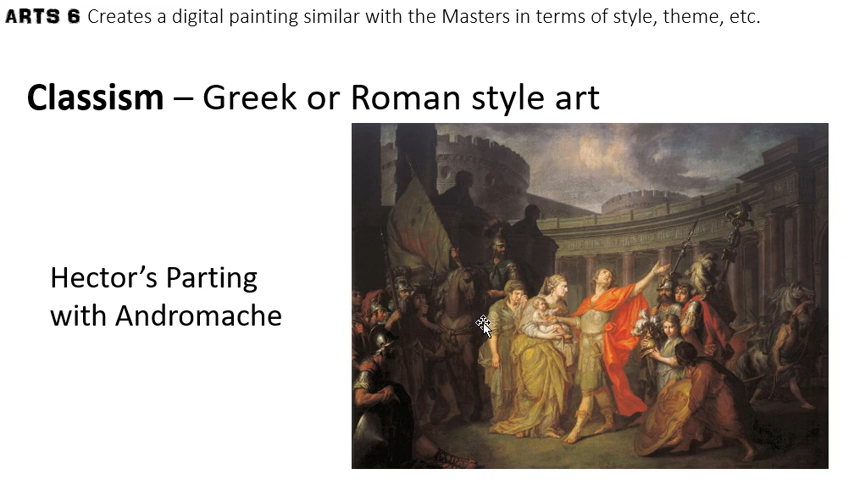 ARTS 6 Creates a digital painting similar with the Masters in terms of style, theme, etc.
Classism – Greek or Roman style art
Hector’s Parting
with Andromache